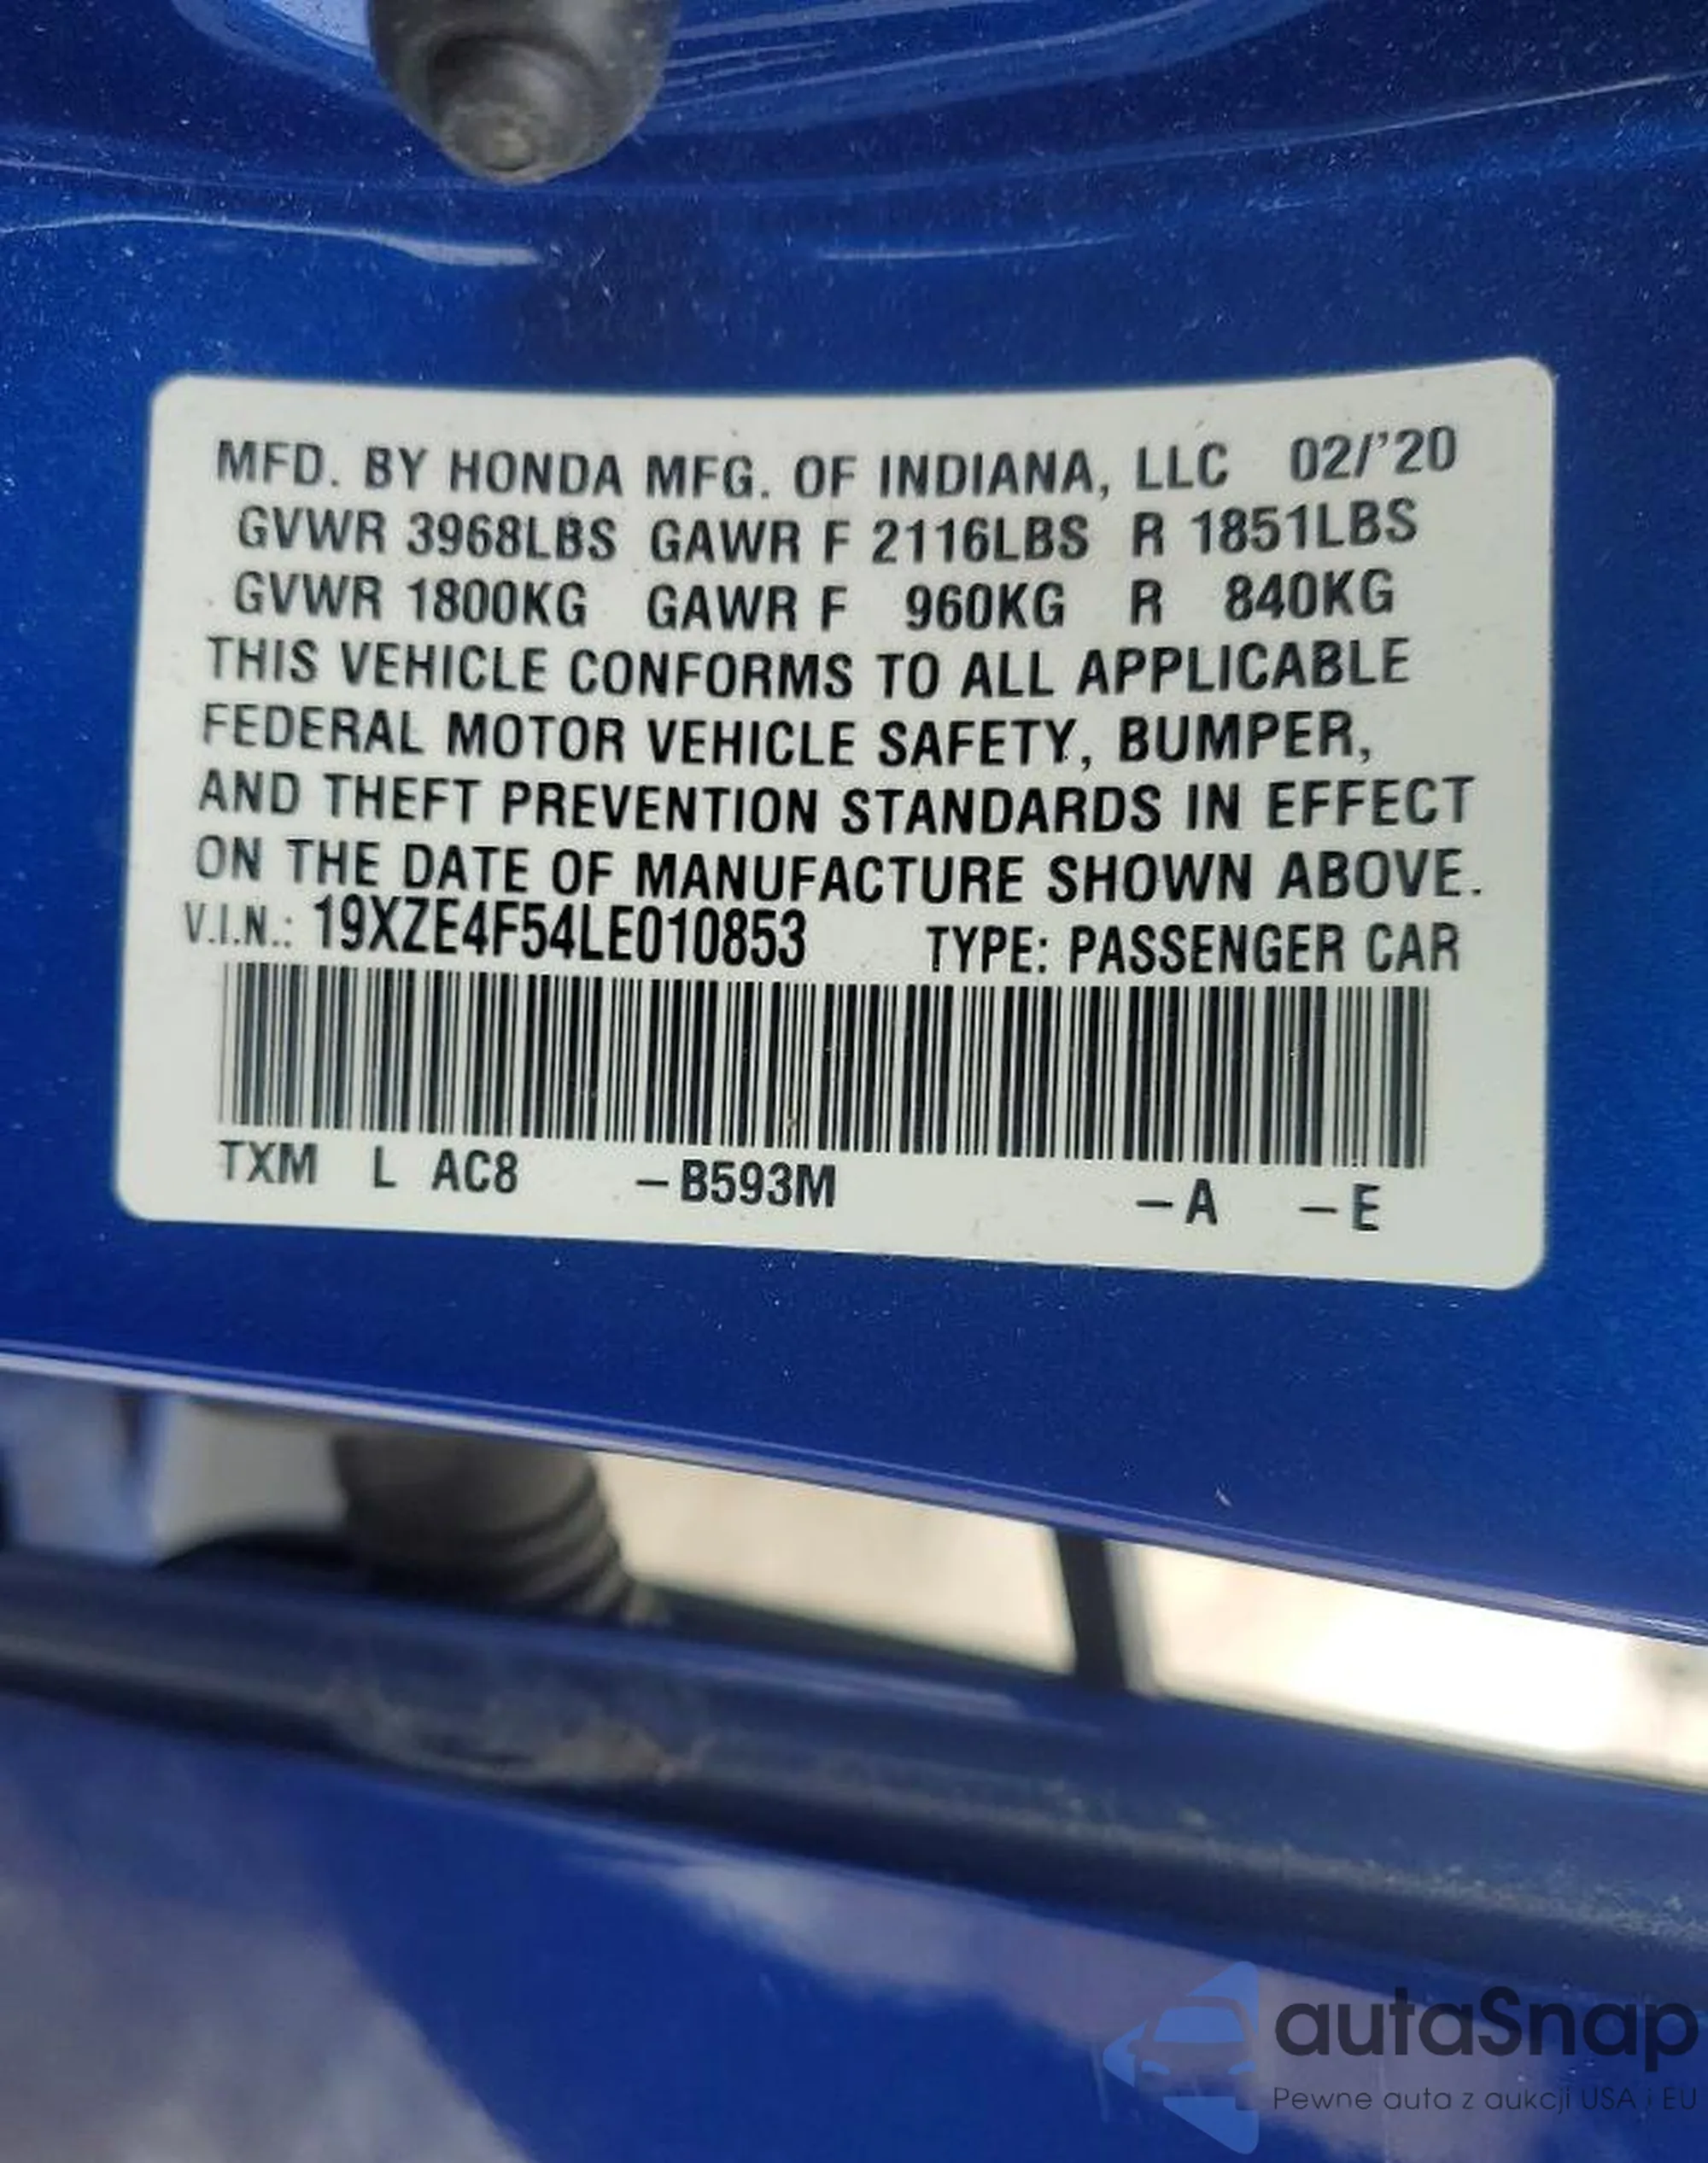 MFD. BY HONDA MFG. OF INDIANA, LLC 02/'20
GVWR 3968LBS GAWR F 2116LBS R 1851LBS
GVWR 1800KG GAWR F 960KG R 840KG
THIS VEHICLE CONFORMS TO ALL APPLICABLE
FEDERAL MOTOR VEHICLE SAFETY, BUMPER,
AND THEFT PREVENTION STANDARDS IN EFFECT
ON THE DATE OF MANUFACTURE SHOWN ABOVE.
V.I.N.: 19XZE4F54LE010853 TYPE: PASSENGER CAR
TXM L AC8 –B593M –A –E
autaSnap
Pewne auta z aukcji USA i EU